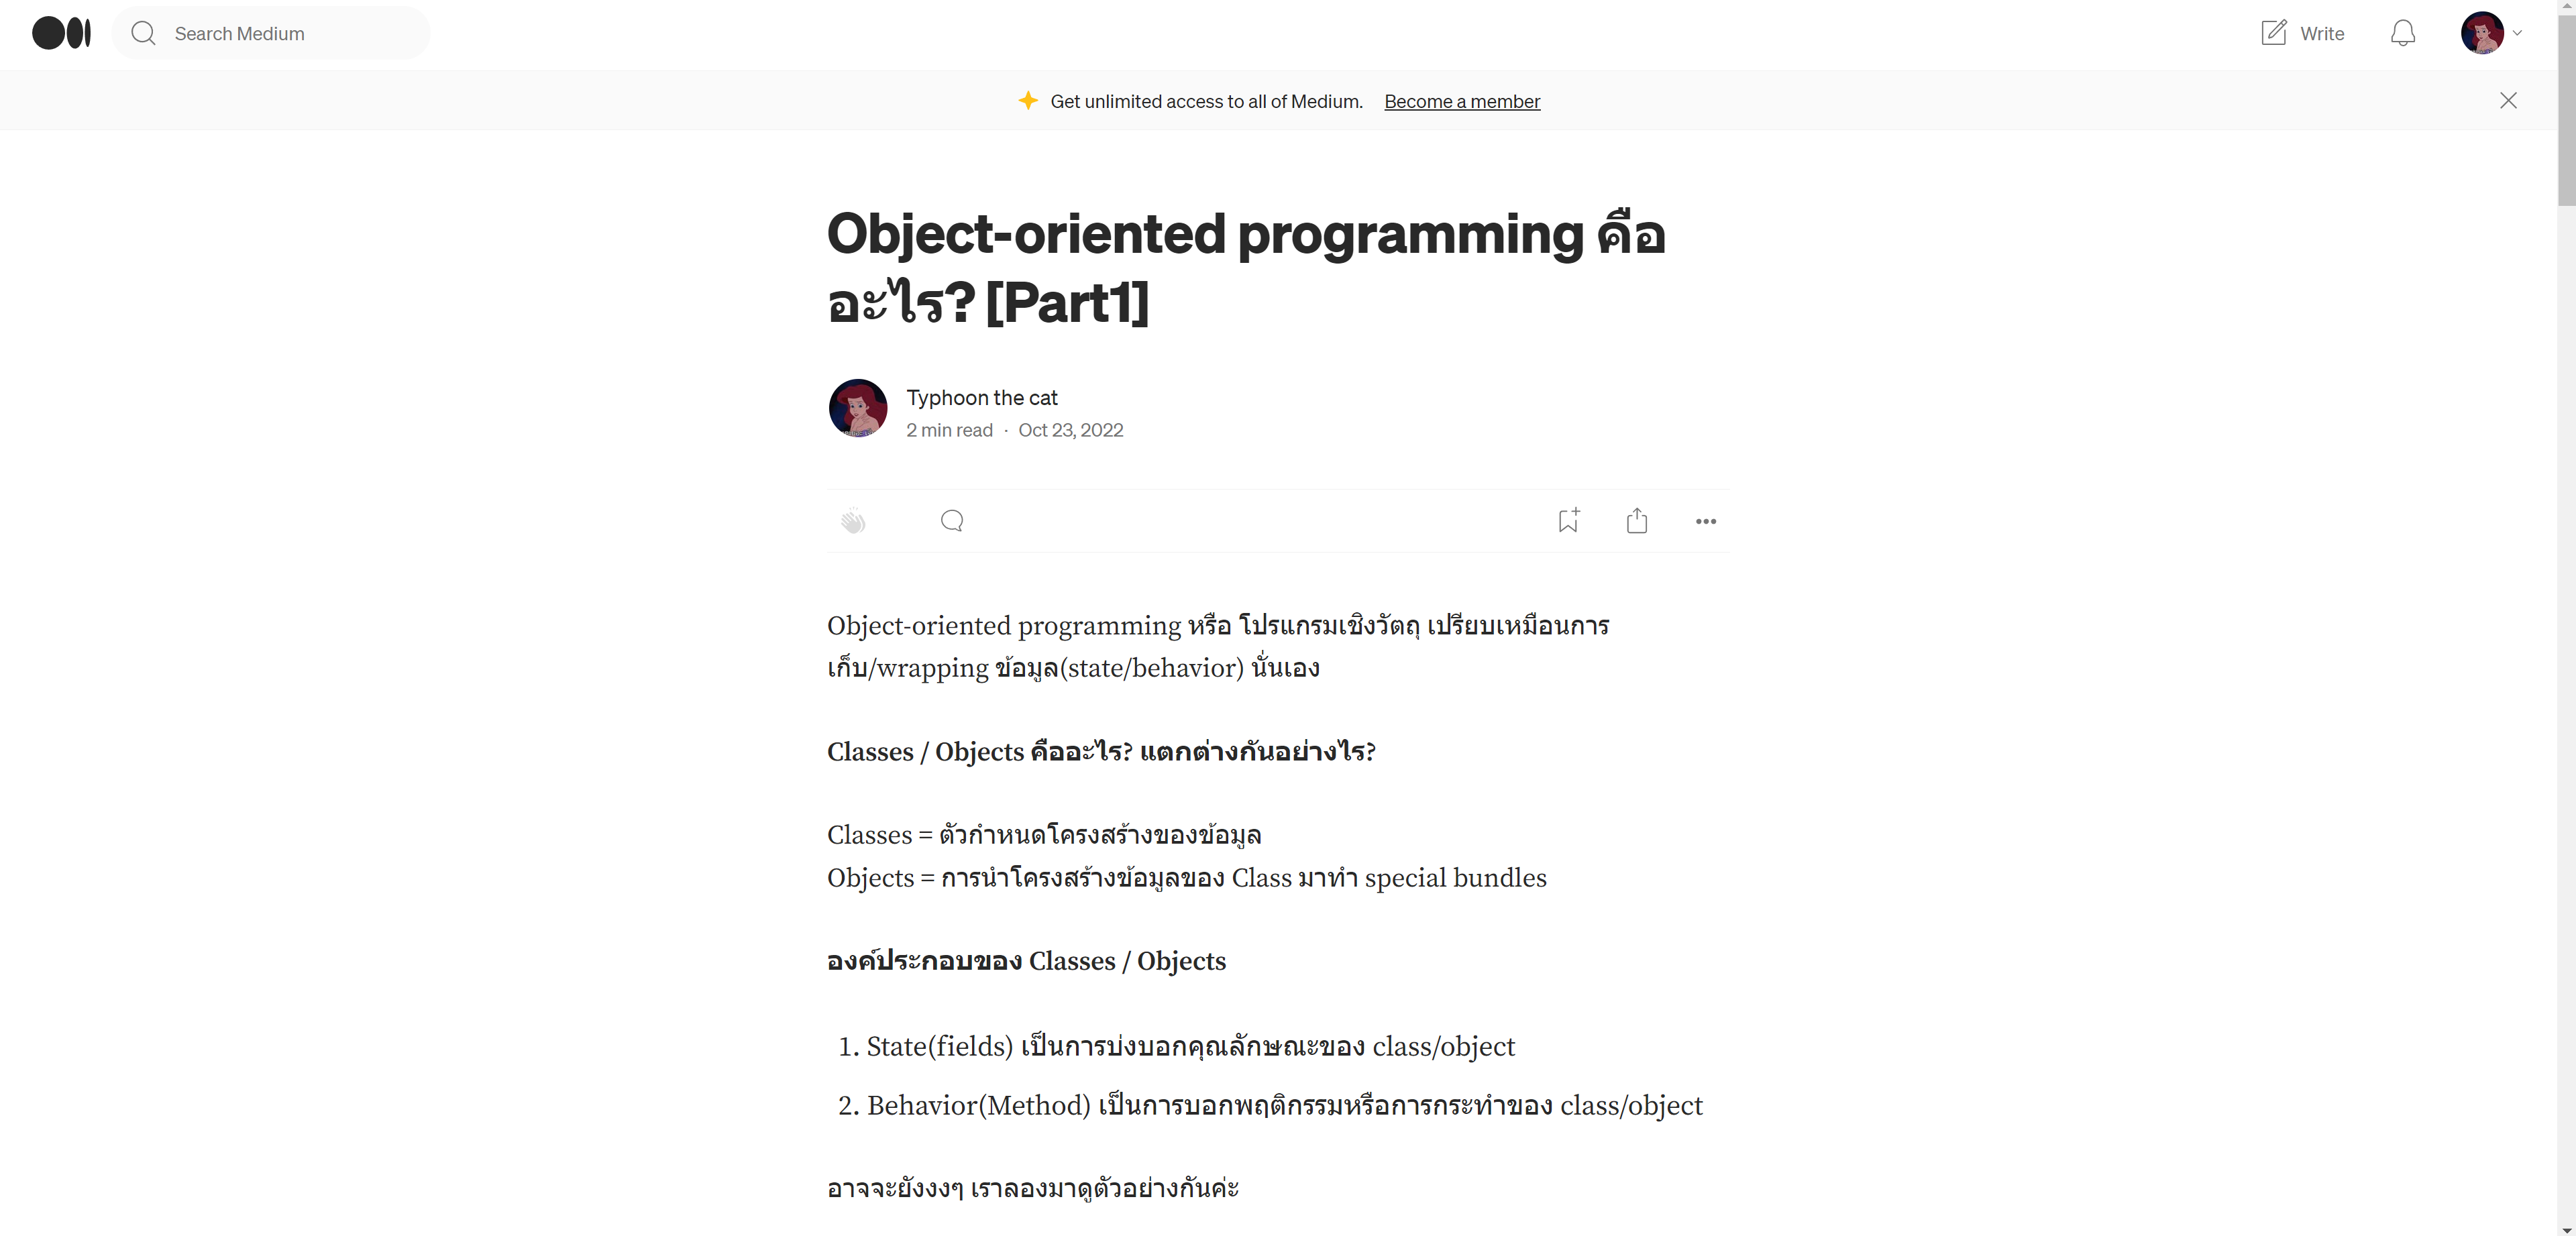 Search Medium
Write
Get unlimited access to all of Medium. Become a member
Object-oriented programming คือ
อะไร? [Part1]
Typhoon the cat
2 min read · Oct 23, 2022
Object-oriented programming หรือ โปรแกรมเชิงวัตถุ เปรียบเหมือนการ
เก็บ/wrapping ข้อมูล(state/behavior) นั่นเอง
Classes / Objects คืออะไร? แตกต่างกันอย่างไร?
Classes = ตัวกำหนดโครงสร้างของข้อมูล
Objects = การนำโครงสร้างข้อมูลของ Class มาทำ special bundles
องค์ประกอบของ Classes / Objects
1. State(fields) เป็นการบ่งบอกคุณลักษณะของ class/object
2. Behavior(Method) เป็นการบอกพฤติกรรมหรือการกระทำของ class/object
อาจจะยังงงๆ เราลองมาดูตัวอย่างกันค่ะ